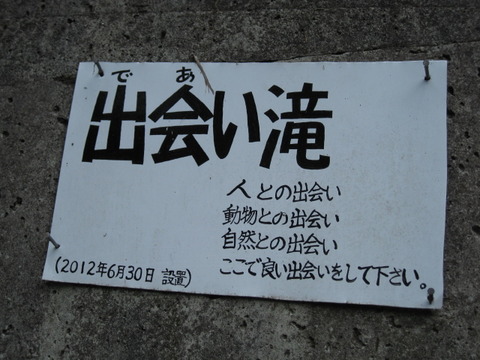 であ
出会い滝
人との出会い
動物との出会い
自然との出会い
ここで良い出会いをして下さい。
(2012年6月30日 設置)